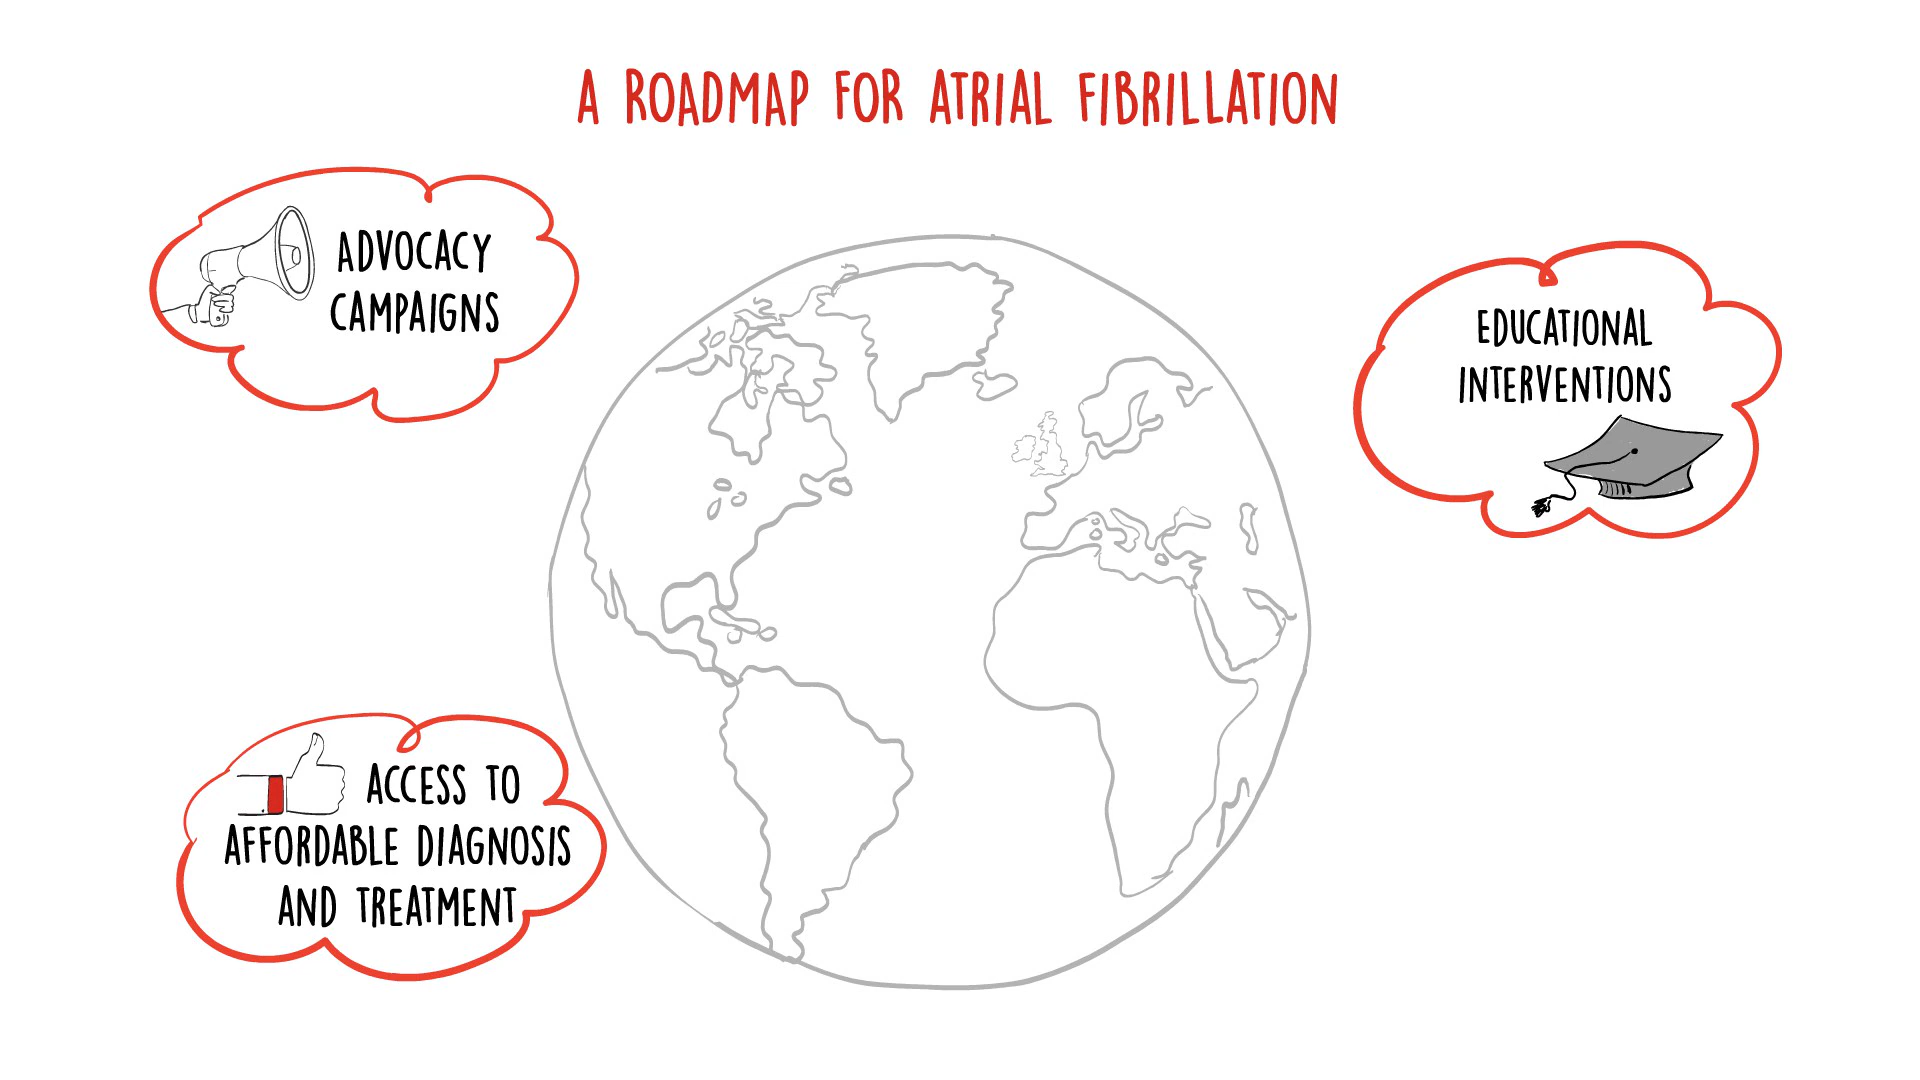 A ROADMAP FOR ATRIAL FIBRILLATION
ADVOCACY
CAMPAIGNS
EDUCATIONAL
INTERVENTIONS
ACCESS TO
AFFORDABLE DIAGNOSIS
AND TREATMENT